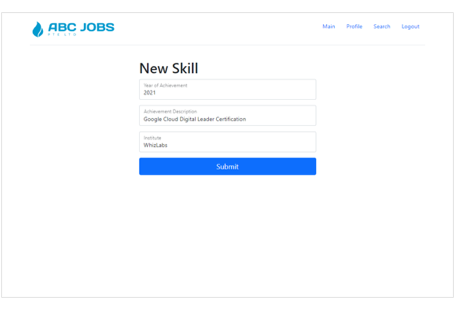 ABC JOBS
PTE LTD
Main Profile Search Logout
New Skill
Year of Achievement
2021
Achievement Description
Google Cloud Digital Leader Certification
Institute
WhizLabs
Submit